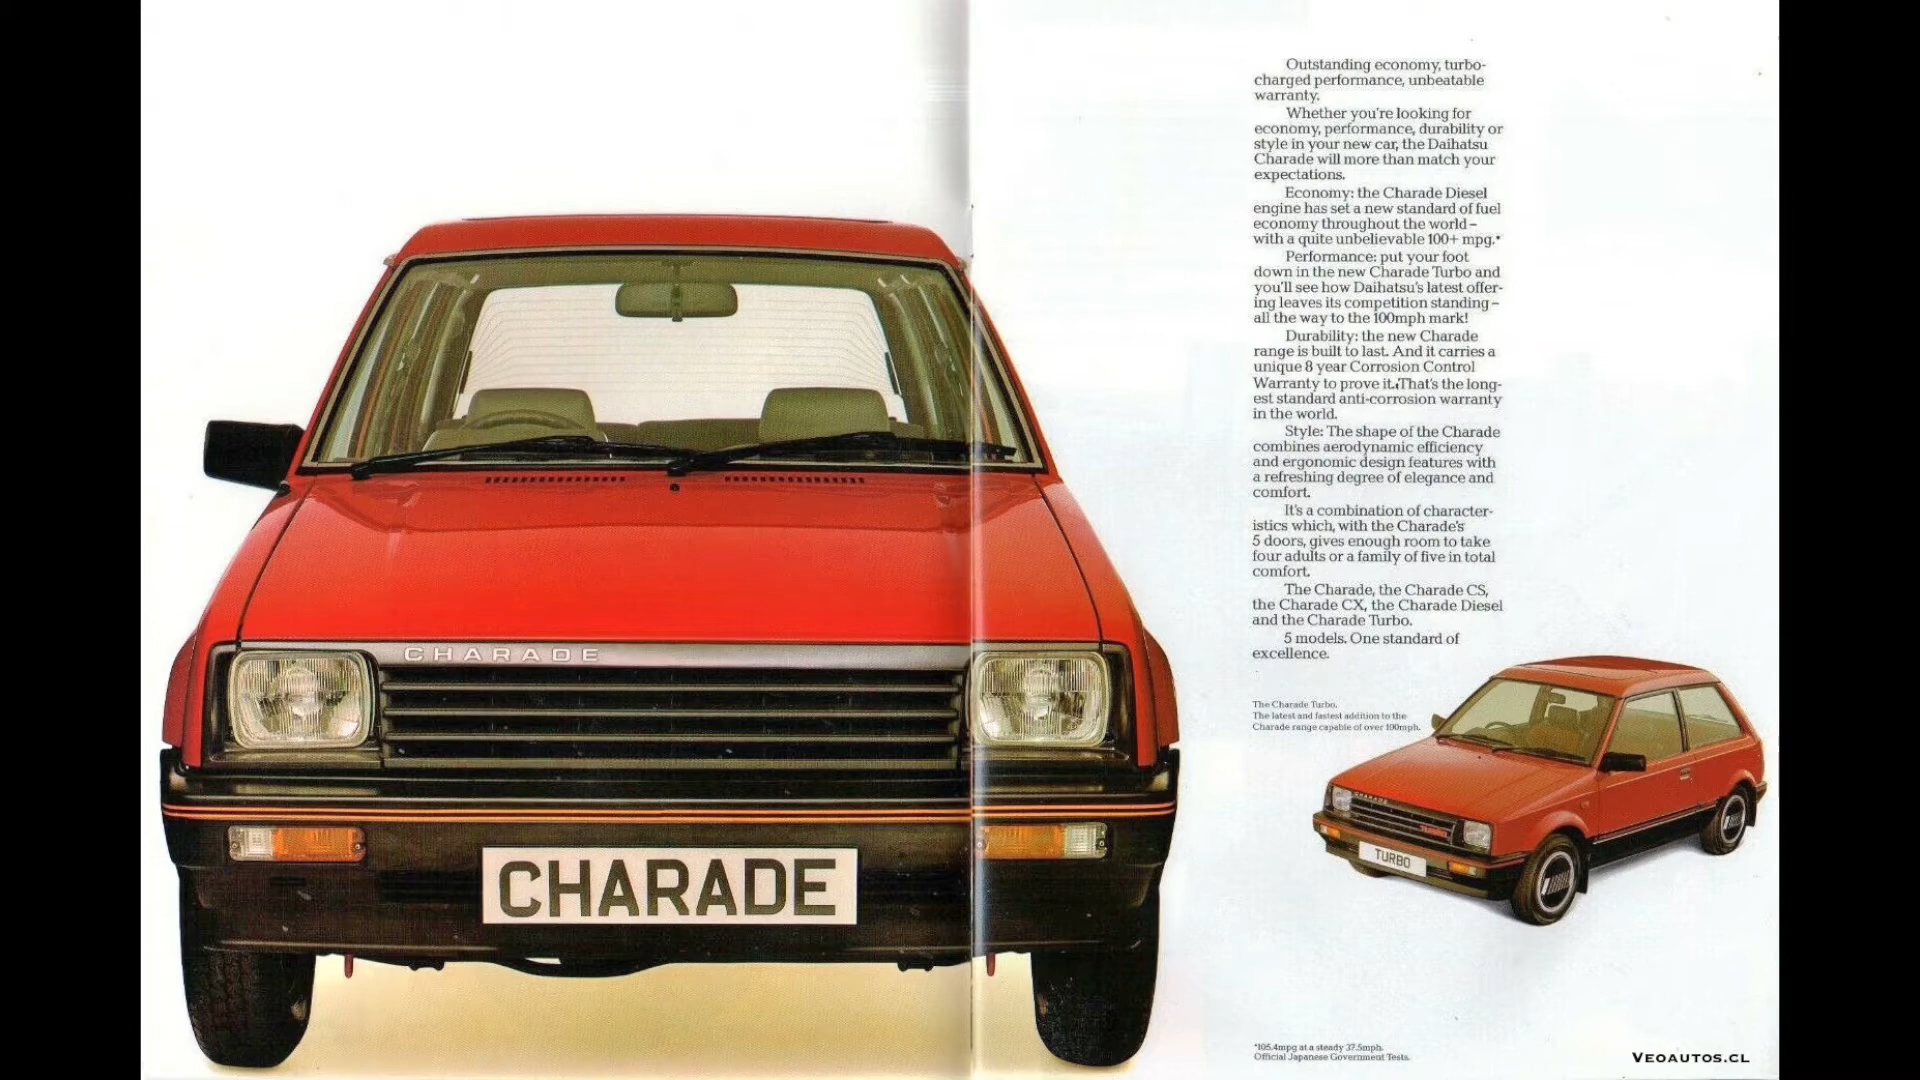 CHARADE
CHARADE
Outstanding economy, turbo-
charged performance, unbeatable
warranty.
Whether you're looking for
economy, performance, durability or
style in your new car, the Daihatsu
Charade will more than match your
expectations.
Economy: the Charade Diesel
engine has set a new standard of fuel
economy throughout the world –
with a quite unbelievable 100+ mpg.*
Performance: put your foot
down in the new Charade Turbo and
you'll see how Daihatsu's latest offer-
ing leaves its competition standing –
all the way to the 100mph mark!
Durability: the new Charade
range is built to last. And it carries a
unique 8 year Corrosion Control
Warranty to prove it. That's the long-
est standard anti-corrosion warranty
in the world.
Style: The shape of the Charade
combines aerodynamic efficiency
and ergonomic design features with
a refreshing degree of elegance and
comfort.
It's a combination of character-
istics which, with the Charade's
5 doors, gives enough room to take
four adults or a family of five in total
comfort.
The Charade, the Charade CS,
the Charade CX, the Charade Diesel
and the Charade Turbo.
5 models. One standard of
excellence.
The Charade Turbo.
The latest and fastest addition to the
Charade range capable of over 100mph.
CHARADE
TURBO
TURBO
*105.4mpg at a steady 37.5mph.
Official Japanese Government Tests.
VEOAUTOS.CL